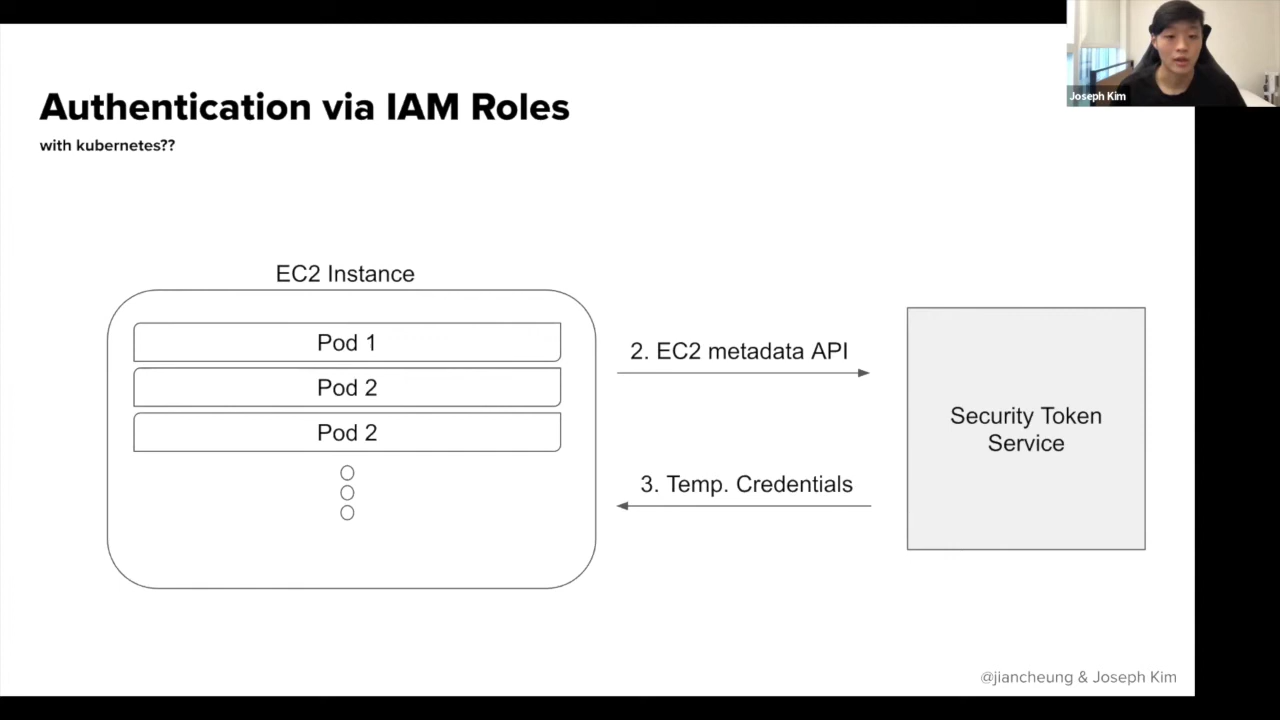 Authentication via IAM Roles
with kubernetes??
Joseph Kim
EC2 Instance
Pod 1
Pod 2
Pod 2
2. EC2 metadata API
3. Temp. Credentials
Security Token
Service
@jiancheung & Joseph Kim